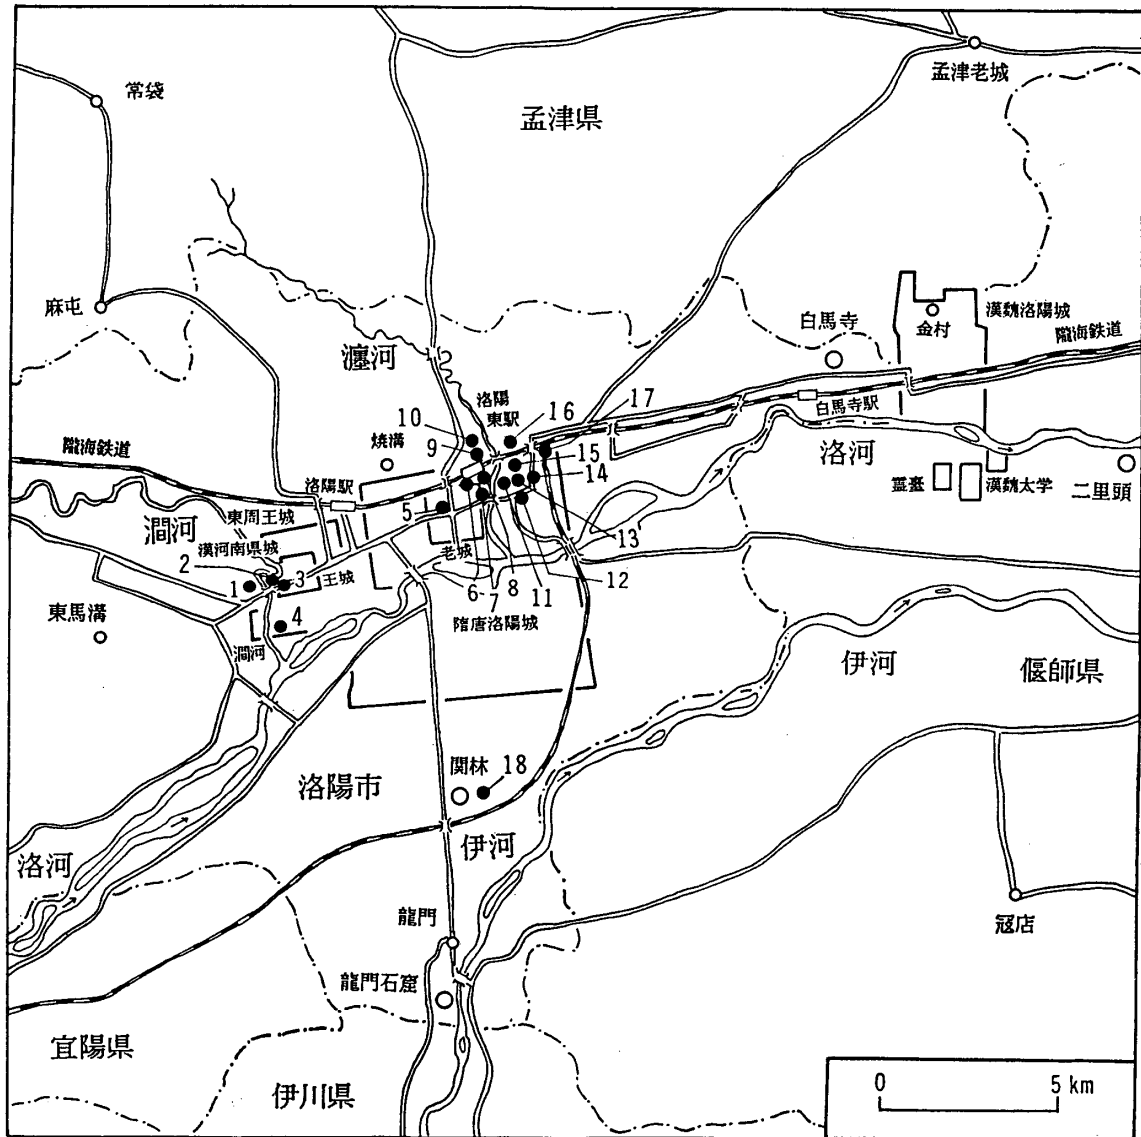 常袋
孟津県
孟津老城
麻屯
瀍河
白馬寺
金村
漢魏洛陽城
隴海鉄道
洛陽
東駅
16
17
10
9
焼溝
15
14
白馬寺駅
洛河
隴海鉄道
洛陽駅
霊臺
漢魏太学
二里頭
東周王城
5
澗河
漢河南県城
老城
13
2
1
3
王城
6
7
8
11
12
東馬溝
4
隋唐洛陽城
澗河
伊河
偃師県
関林
18
洛陽市
伊河
洛河
龍門
冠店
龍門石窟
宜陽県
伊川県
0
5 km